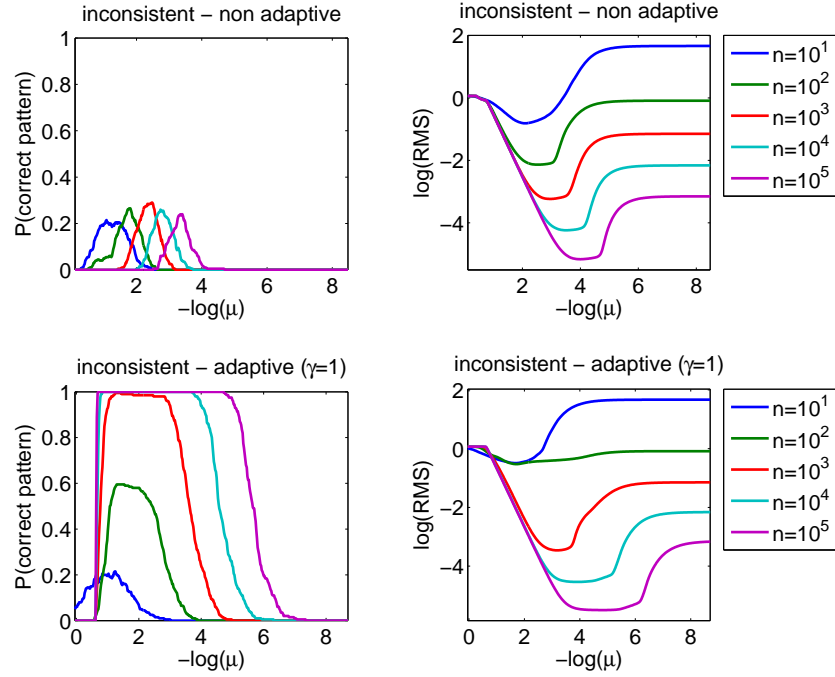 inconsistent − non adaptive
P(correct pattern)
1
0.8
0.6
0.4
0.2
0
−0
2
4
6
8
−log(μ)
inconsistent − non adaptive
log(RMS)
2
0
−2
−4
2
4
6
8
−log(μ)
n=10¹
n=10²
n=10³
n=10⁴
n=10⁵
inconsistent − adaptive (γ=1)
P(correct pattern)
1
0.8
0.6
0.4
0.2
0
−0
2
4
6
8
−log(μ)
inconsistent − adaptive (γ=1)
log(RMS)
2
0
−2
−4
0
2
4
6
8
−log(μ)
n=10¹
n=10²
n=10³
n=10⁴
n=10⁵